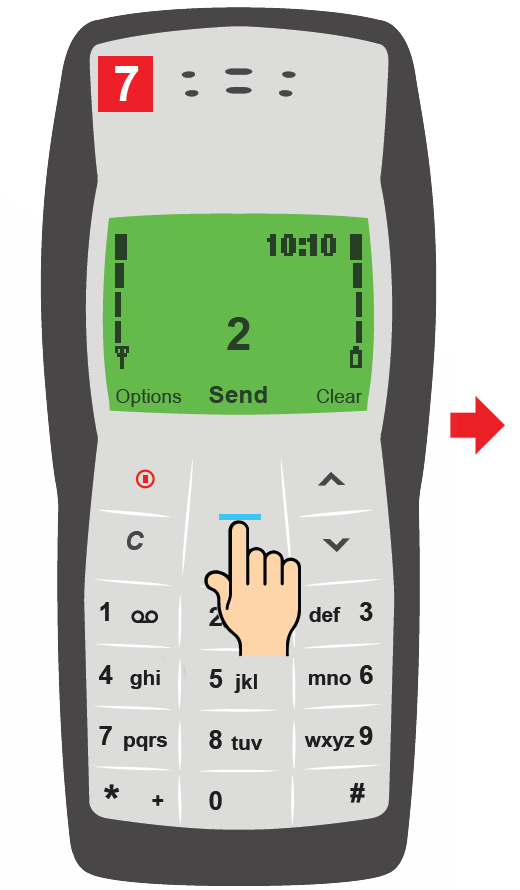 7
10:10
2
Options Send Clear
C
1 def 3
4 ghi 5 jkl mno 6
7 pqrs 8 tuv wxyz 9
* + 0 #